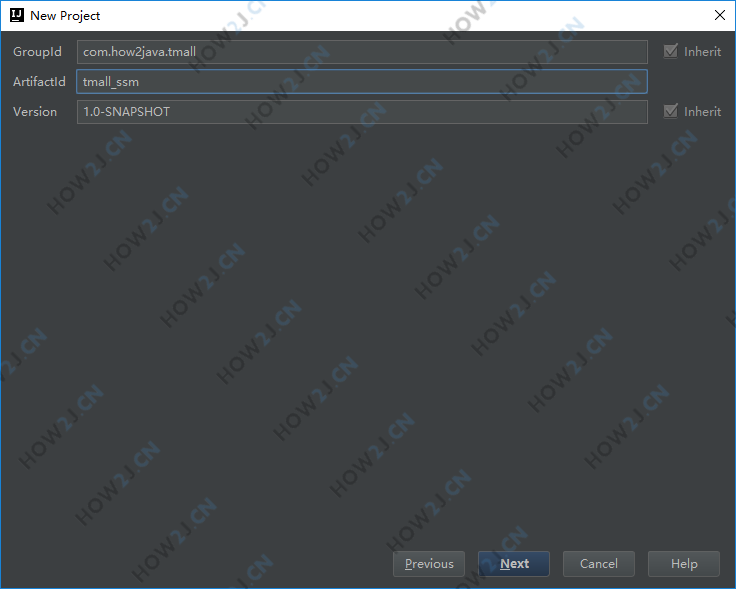 IJ New Project
GroupId com.how2java.tmall Inherit
ArtifactId tmall_ssm
Version 1.0-SNAPSHOT Inherit
Previous Next Cancel Help
HOW2J.CN